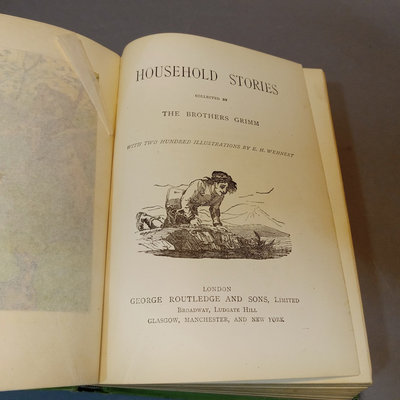 HOUSEHOLD STORIES
COLLECTED BY
THE BROTHERS GRIMM
WITH TWO HUNDRED ILLUSTRATIONS BY E. H. WEHNERT
LONDON
GEORGE ROUTLEDGE AND SONS, LIMITED
BROADWAY, LUDGATE HILL
GLASGOW, MANCHESTER, AND NEW YORK